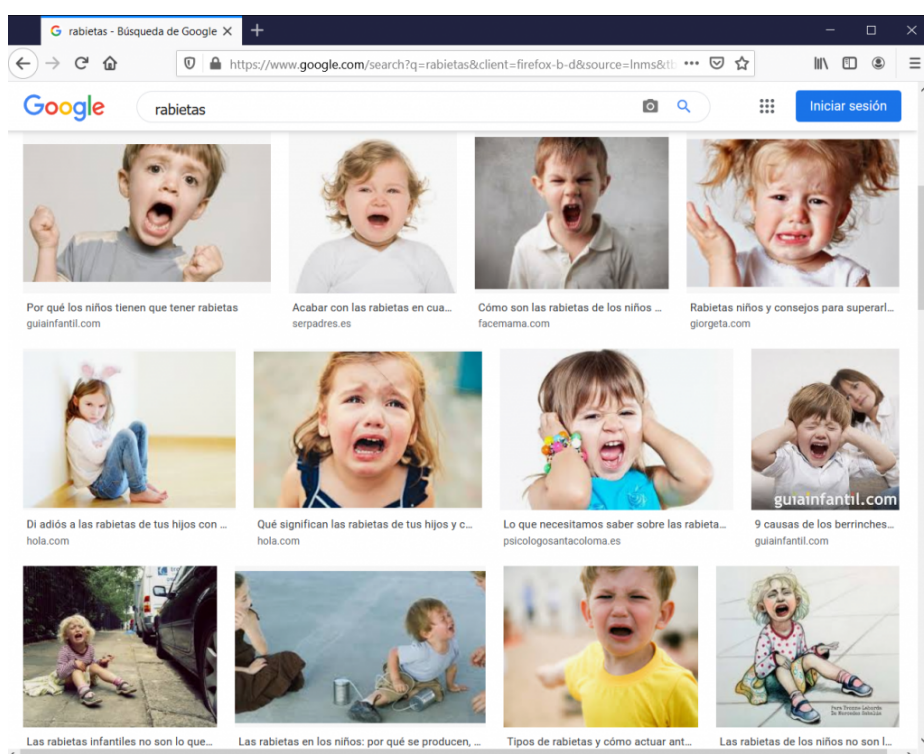 rabietas - Búsqueda de Google
https://www.google.com/search?q=rabietas&client=firefox-b-d&source=lnms&tb
Google
rabietas
Iniciar sesión
Por qué los niños tienen que tener rabietas
guiainfantil.com
Acabar con las rabietas en cua...
serpadres.es
Cómo son las rabietas de los niños ...
facemama.com
Rabietas niños y consejos para superarl...
giorgeta.com
guiainfantil.com
Di adiós a las rabietas de tus hijos con ...
hola.com
Qué significan las rabietas de tus hijos y c...
hola.com
Lo que necesitamos saber sobre las rabieta...
psicologosantacoloma.es
9 causas de los berrinches...
guiainfantil.com
Las rabietas infantiles no son lo que...
Las rabietas en los niños: por qué se producen, ...
Tipos de rabietas y cómo actuar ant...
Las rabietas de los niños no son l...